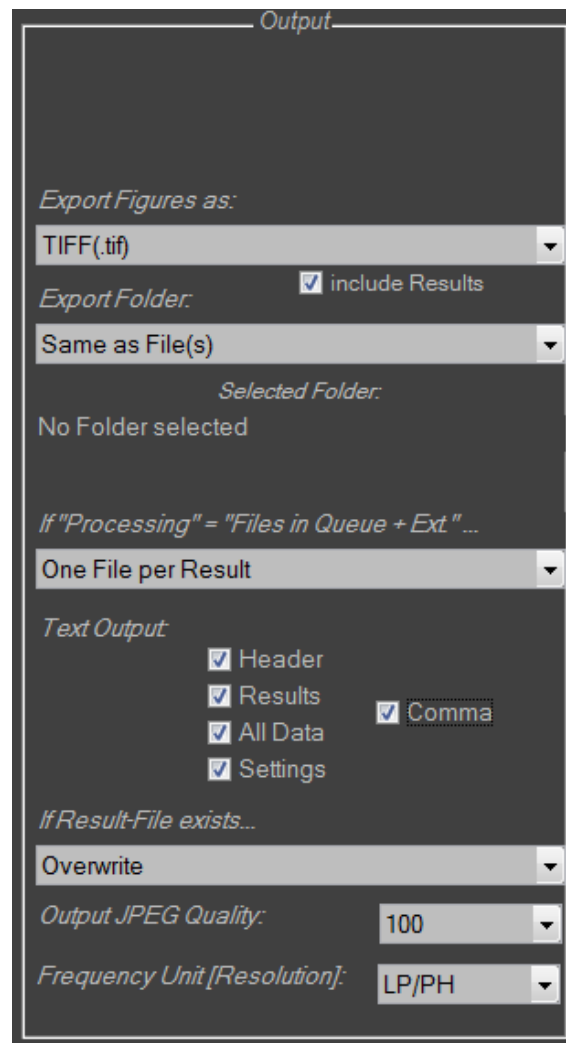 Output
Export Figures as:
TIFF(.tif)
include Results
Export Folder:
Same as File(s)
Selected Folder:
No Folder selected
If "Processing" = "Files in Queue + Ext." ...
One File per Result
Text Output:
Header
Results
Comma
All Data
Settings
If Result-File exists...
Overwrite
Output JPEG Quality:
100
Frequency Unit [Resolution]:
LP/PH